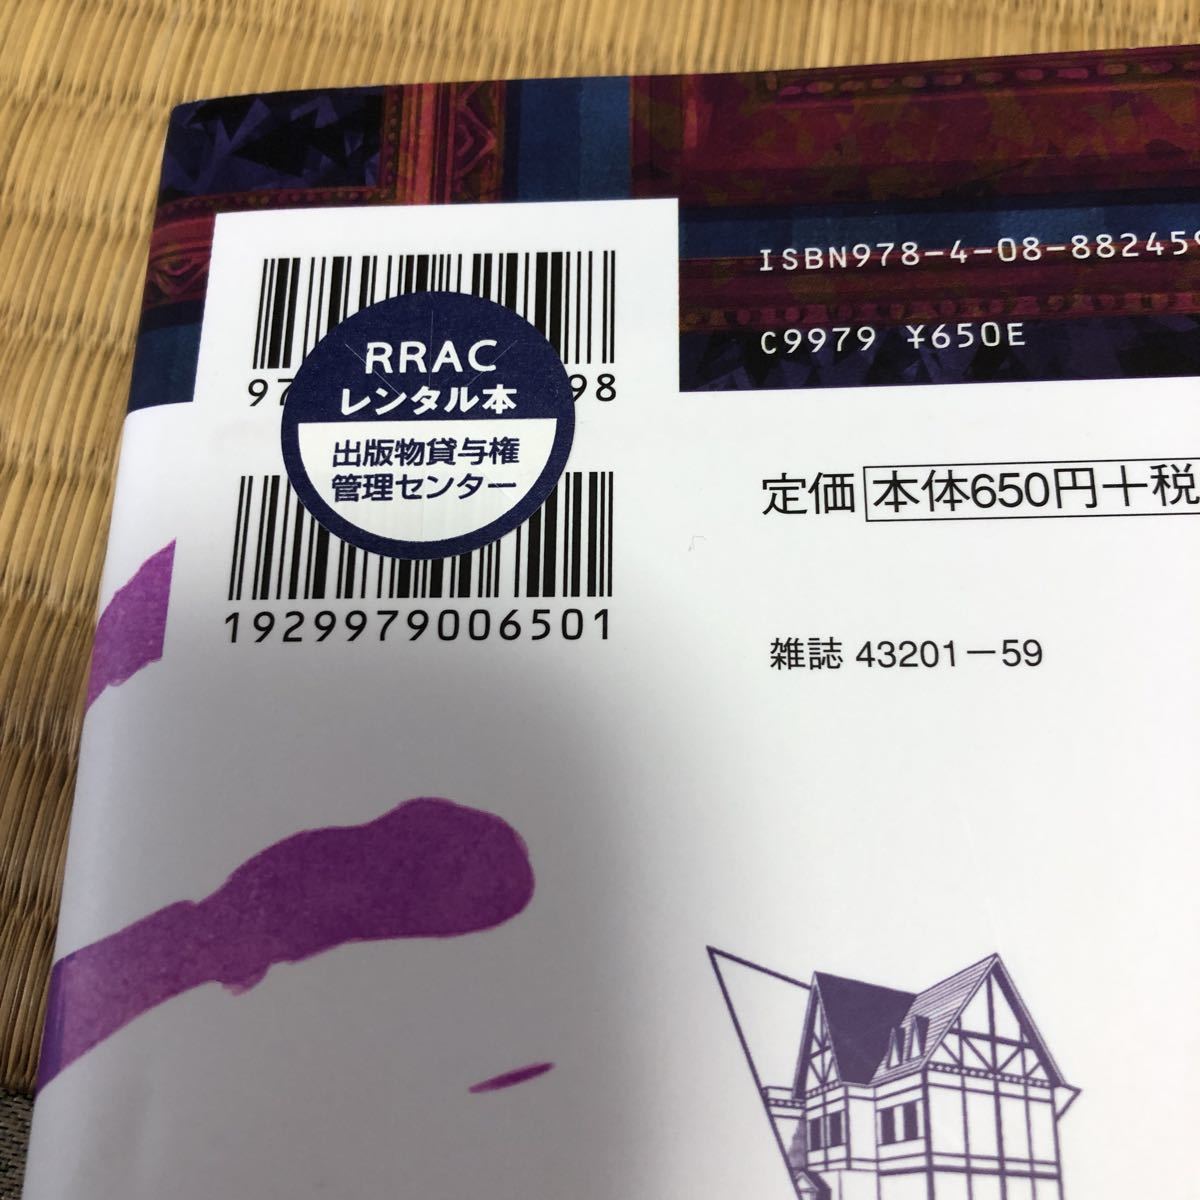 ISBN978-4-08-882459
C9979 ¥650E
97
98
RRAC
レンタル本
出版物貸与権
管理センター
1929979006501
定価 本体650円+税
雑誌 43201-59